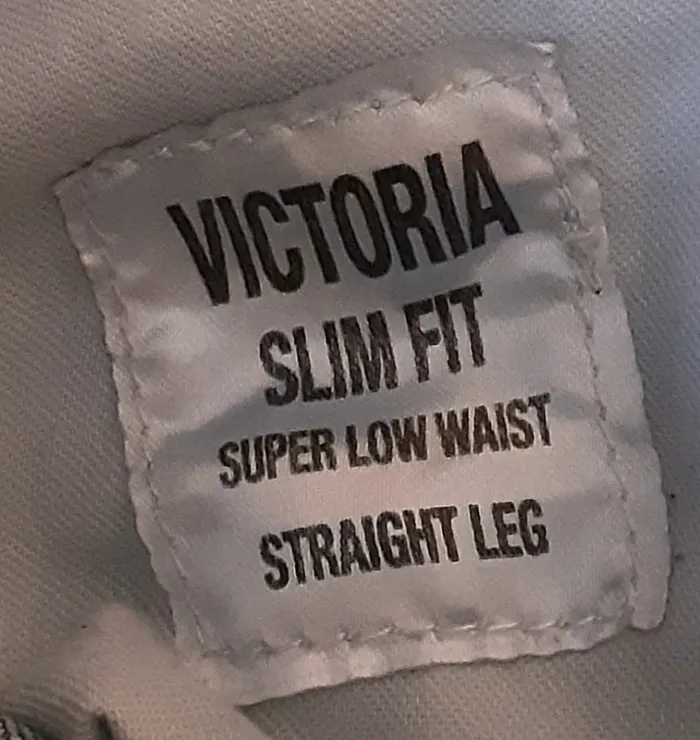 VICTORIA
SLIM FIT
SUPER LOW WAIST
STRAIGHT LEG